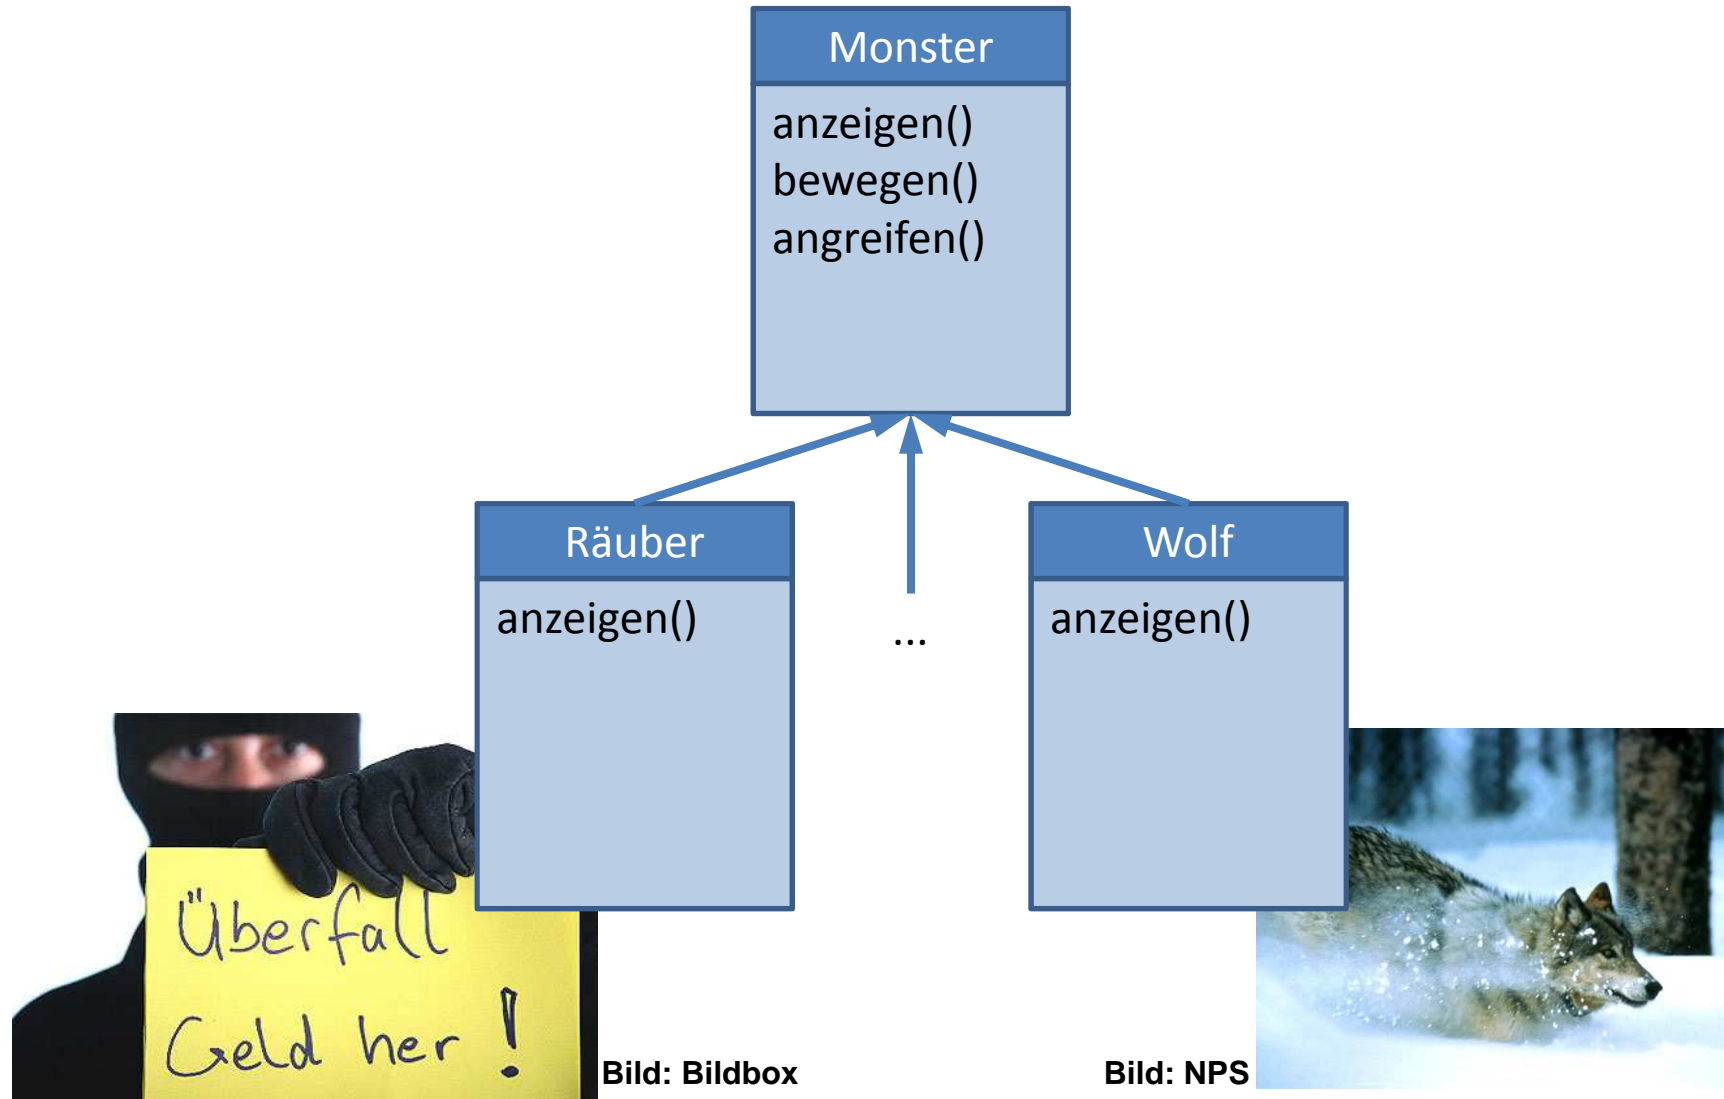 Monster
anzeigen()
bewegen()
angreifen()
Räuber
anzeigen()
...
Wolf
anzeigen()
Überfall
Geld her !
Bild: Bildbox
Bild: NPS